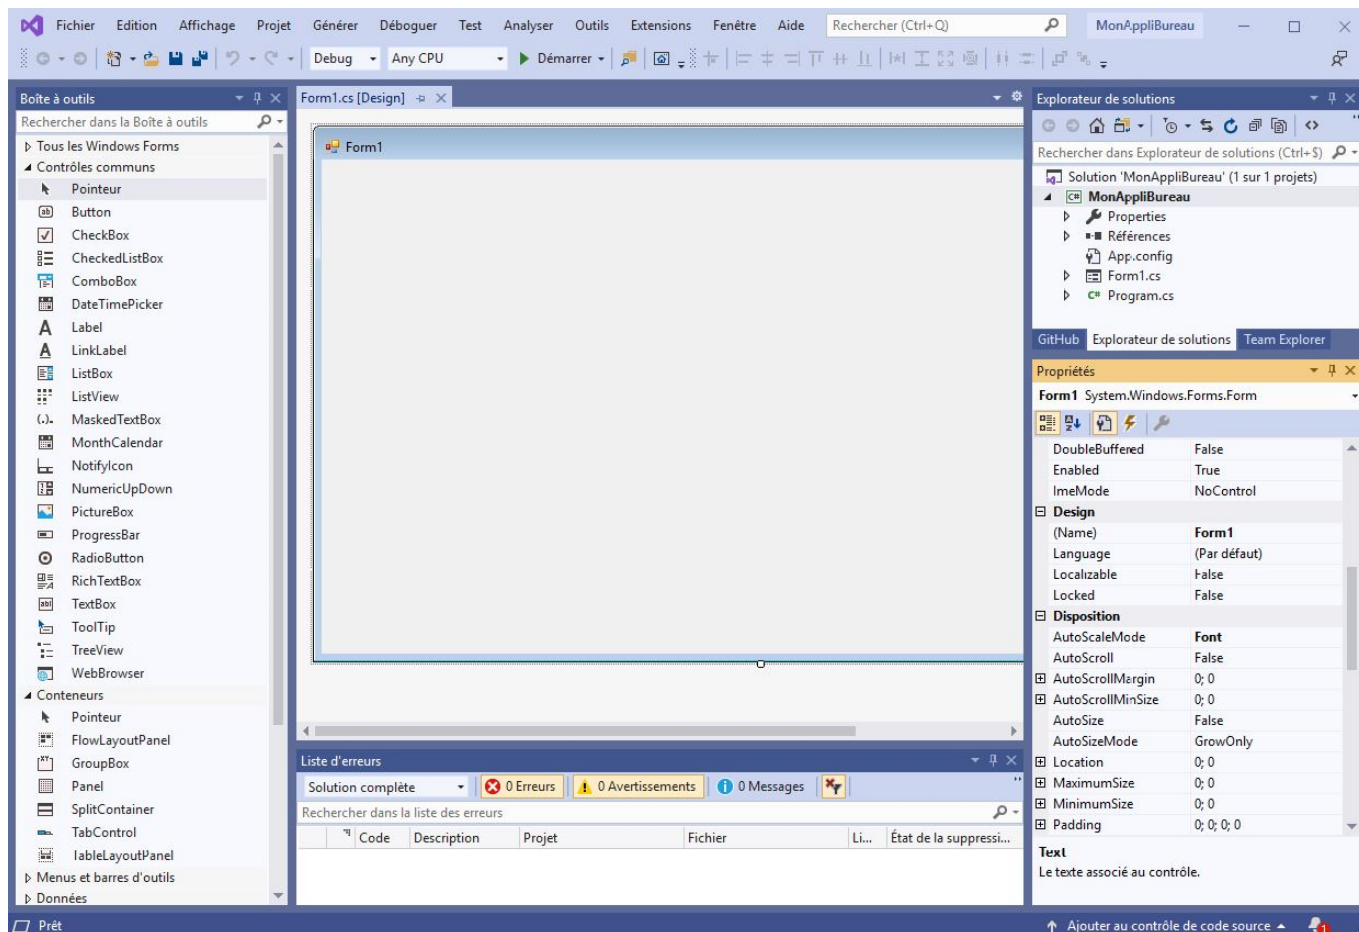 Fichier Edition Affichage Projet Générer Déboguer Test Analyser Outils Extensions Fenêtre Aide Rechercher (Ctrl+Q) MonAppliBureau
Debug Any CPU Démarrer
Boîte à outils
Rechercher dans la Boîte à outils
Tous les Windows Forms
Contrôles communs
Pointeur
Button
CheckBox
CheckedListBox
ComboBox
DateTimePicker
Label
LinkLabel
ListBox
ListView
MaskedTextBox
MonthCalendar
NotifyIcon
NumericUpDown
PictureBox
ProgressBar
RadioButton
RichTextBox
TextBox
ToolTip
TreeView
WebBrowser
Conteneurs
Pointeur
FlowLayoutPanel
GroupBox
Panel
SplitContainer
TabControl
TableLayoutPanel
Menus et barres d'outils
Données
Form1.cs [Design]
Form1
Liste d'erreurs
Solution complète 0 Erreurs 0 Avertissements 0 Messages
Rechercher dans la liste des erreurs
Code Description Projet Fichier Li... État de la suppressi...
Explorateur de solutions
Rechercher dans Explorateur de solutions (Ctrl+$)
Solution 'MonAppliBureau' (1 sur 1 projets)
C# MonAppliBureau
Properties
Références
App.config
Form1.cs
C# Program.cs
GitHub Explorateur de solutions Team Explorer
Propriétés
Form1 System.Windows.Forms.Form
DoubleBuffered False
Enabled True
ImeMode NoControl
Design
(Name) Form1
Language (Par défaut)
Localizable False
Locked False
Disposition
AutoScaleMode Font
AutoScroll False
AutoScrollMargin 0; 0
AutoScrollMinSize 0; 0
AutoSize False
AutoSizeMode GrowOnly
Location 0; 0
MaximumSize 0; 0
MinimumSize 0; 0
Padding 0; 0; 0; 0
Text
Le texte associé au contrôle.
Prêt Ajouter au contrôle de code source 1